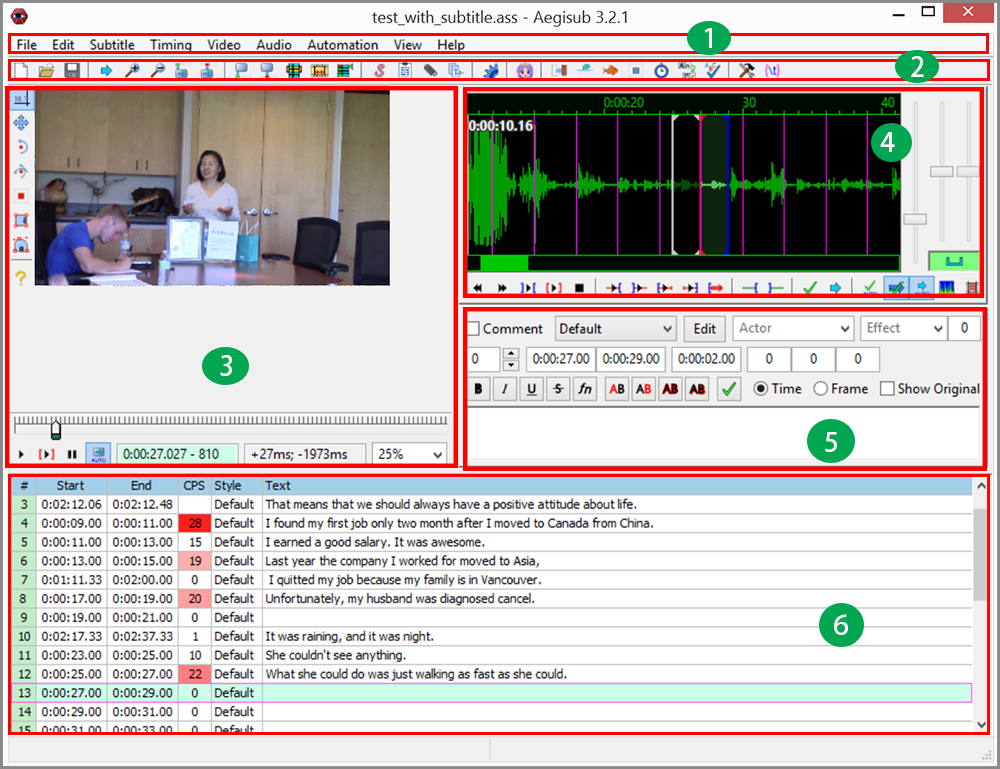 test_with_subtitle.ass - Aegisub 3.2.1
File Edit Subtitle Timing Video Audio Automation View Help
1
2
0:00:20 30 40
0:00:10.16
4
3
Comment Default Edit Actor Effect 0
0 0:00:27.00 0:00:29.00 0:00:02.00 0 0 0
B I U S fn AB AB AB AB Time Frame Show Original
5
AUTO 0:00:27.027 - 810 +27ms; -1973ms 25%
# Start End CPS Style Text
3 0:02:12.06 0:02:12.48 Default That means that we should always have a positive attitude about life.
4 0:00:09.00 0:00:11.00 28 Default I found my first job only two month after I moved to Canada from China.
5 0:00:11.00 0:00:13.00 15 Default I earned a good salary. It was awesome.
6 0:00:13.00 0:00:15.00 19 Default Last year the company I worked for moved to Asia,
7 0:01:11.33 0:02:00.00 0 Default I quitted my job because my family is in Vancouver.
8 0:00:17.00 0:00:19.00 20 Default Unfortunately, my husband was diagnosed cancel.
9 0:00:19.00 0:00:21.00 0 Default
10 0:02:17.33 0:02:37.33 1 Default It was raining, and it was night.
11 0:00:23.00 0:00:25.00 10 Default She couldn't see anything.
12 0:00:25.00 0:00:27.00 22 Default What she could do was just walking as fast as she could.
13 0:00:27.00 0:00:29.00 0 Default
14 0:00:29.00 0:00:31.00 0 Default
15 0:00:31.00 0:00:33.00 0 Default
6